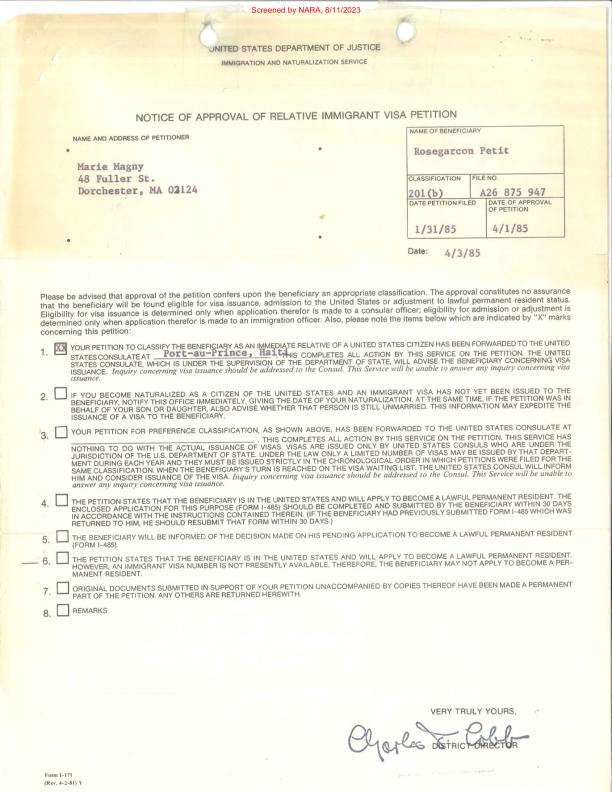 Screened by NARA, 8/11/2023
UNITED STATES DEPARTMENT OF JUSTICE
IMMIGRATION AND NATURALIZATION SERVICE
NOTICE OF APPROVAL OF RELATIVE IMMIGRANT VISA PETITION
NAME AND ADDRESS OF PETITIONER
Marie Magny
48 Fuller St.
Dorchester, MA 02124
NAME OF BENEFICIARY
Rosegarcon Petit
CLASSIFICATION FILE NO.
201(b) A26 875 947
DATE PETITION FILED DATE OF APPROVAL
OF PETITION
1/31/85 4/1/85
Date: 4/3/85
Please be advised that approval of the petition confers upon the beneficiary an appropriate classification. The approval constitutes no assurance
that the beneficiary will be found eligible for visa issuance, admission to the United States or adjustment to lawful permanent resident status.
Eligibility for visa issuance is determined only when application therefor is made to a consular officer; eligibility for admission or adjustment is
determined only when application therefor is made to an immigration officer. Also, please note the items below which are indicated by "X" marks
concerning this petition:
1. XX YOUR PETITION TO CLASSIFY THE BENEFICIARY AS AN IMMEDIATE RELATIVE OF A UNITED STATES CITIZEN HAS BEEN FORWARDED TO THE UNITED
STATES CONSULATE AT Port-au-Prince, Haiti THIS COMPLETES ALL ACTION BY THIS SERVICE ON THE PETITION. THE UNITED
STATES CONSULATE, WHICH IS UNDER THE SUPERVISION OF THE DEPARTMENT OF STATE, WILL ADVISE THE BENEFICIARY CONCERNING VISA
ISSUANCE. Inquiry concerning visa issuance should be addressed to the Consul. This Service will be unable to answer any inquiry concerning visa
issuance.
2. IF YOU BECOME NATURALIZED AS A CITIZEN OF THE UNITED STATES AND AN IMMIGRANT VISA HAS NOT YET BEEN ISSUED TO THE
BENEFICIARY, NOTIFY THIS OFFICE IMMEDIATELY, GIVING THE DATE OF YOUR NATURALIZATION. AT THE SAME TIME, IF THE PETITION WAS IN
BEHALF OF YOUR SON OR DAUGHTER, ALSO ADVISE WHETHER THAT PERSON IS STILL UNMARRIED. THIS INFORMATION MAY EXPEDITE THE
ISSUANCE OF A VISA TO THE BENEFICIARY.
3. YOUR PETITION FOR PREFERENCE CLASSIFICATION, AS SHOWN ABOVE, HAS BEEN FORWARDED TO THE UNITED STATES CONSULATE AT
. THIS COMPLETES ALL ACTION BY THIS SERVICE ON THE PETITION. THIS SERVICE HAS
NOTHING TO DO WITH THE ACTUAL ISSUANCE OF VISAS. VISAS ARE ISSUED ONLY BY UNITED STATES CONSULS WHO ARE UNDER THE
JURISDICTION OF THE U.S. DEPARTMENT OF STATE. UNDER THE LAW ONLY A LIMITED NUMBER OF VISAS MAY BE ISSUED BY THAT DEPART-
MENT DURING EACH YEAR AND THEY MUST BE ISSUED STRICTLY IN THE CHRONOLOGICAL ORDER IN WHICH PETITIONS WERE FILED FOR THE
SAME CLASSIFICATION. WHEN THE BENEFICIARY'S TURN IS REACHED ON THE VISA WAITING LIST, THE UNITED STATES CONSUL WILL INFORM
HIM AND CONSIDER ISSUANCE OF THE VISA. Inquiry concerning visa issuance should be addressed to the Consul. This Service will be unable to
answer any inquiry concerning visa issuance.
4. THE PETITION STATES THAT THE BENEFICIARY IS IN THE UNITED STATES AND WILL APPLY TO BECOME A LAWFUL PERMANENT RESIDENT. THE
ENCLOSED APPLICATION FOR THIS PURPOSE (FORM I-485) SHOULD BE COMPLETED AND SUBMITTED BY THE BENEFICIARY WITHIN 30 DAYS
IN ACCORDANCE WITH THE INSTRUCTIONS CONTAINED THEREIN. (IF THE BENEFICIARY HAD PREVIOUSLY SUBMITTED FORM I-485 WHICH WAS
RETURNED TO HIM, HE SHOULD RESUBMIT THAT FORM WITHIN 30 DAYS.)
5. THE BENEFICIARY WILL BE INFORMED OF THE DECISION MADE ON HIS PENDING APPLICATION TO BECOME A LAWFUL PERMANENT RESIDENT
(FORM I-485).
6. THE PETITION STATES THAT THE BENEFICIARY IS IN THE UNITED STATES AND WILL APPLY TO BECOME A LAWFUL PERMANENT RESIDENT.
HOWEVER, AN IMMIGRANT VISA NUMBER IS NOT PRESENTLY AVAILABLE, THEREFORE, THE BENEFICIARY MAY NOT APPLY TO BECOME A PER-
MANENT RESIDENT.
7. ORIGINAL DOCUMENTS SUBMITTED IN SUPPORT OF YOUR PETITION UNACCOMPANIED BY COPIES THEREOF HAVE BEEN MADE A PERMANENT
PART OF THE PETITION. ANY OTHERS ARE RETURNED HEREWITH.
8. REMARKS
VERY TRULY YOURS,
Charles T. Cobb
DISTRICT DIRECTOR
Form I-171
(Rev. 4-2-81) Y